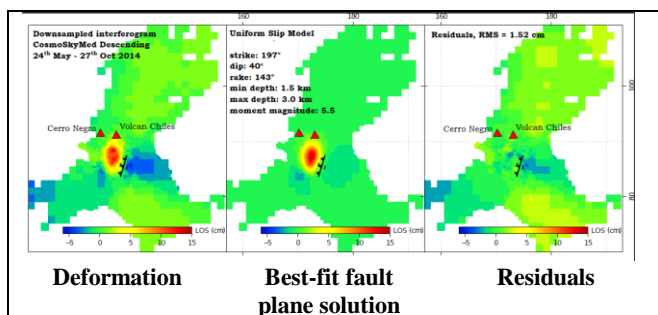 160
180
160
180
Downsampled interferogram
CosmoSkyMed Descending
24th May - 27th Oct 2014
Cerro Negro
Volcan Chiles
-5 0 5 10 15
LOS (cm)
Uniform Slip Model
strike: 197°
dip: 40°
rake: 143°
min depth: 1.5 km
max depth: 3.0 km
moment magnitude: 5.5
-5 0 5 10 15
LOS (cm)
Residuals, RMS = 1.52 cm
Cerro Negro
Volcan Chiles
-5 0 5 10 15
LOS (cm)
100
80
Deformation
Best-fit fault
plane solution
Residuals